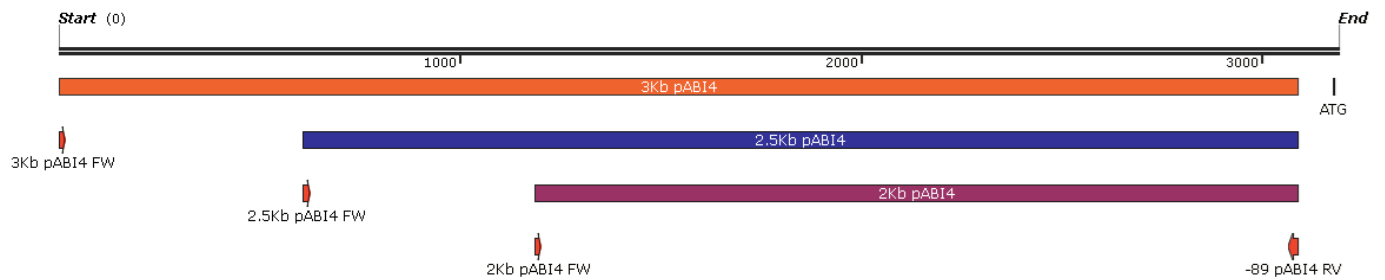 Start (0) End
1000 2000 3000
3Kb pABI4
ATG
2.5Kb pABI4
3Kb pABI4 FW
2Kb pABI4
2.5Kb pABI4 FW
2Kb pABI4 FW -89 pABI4 RV